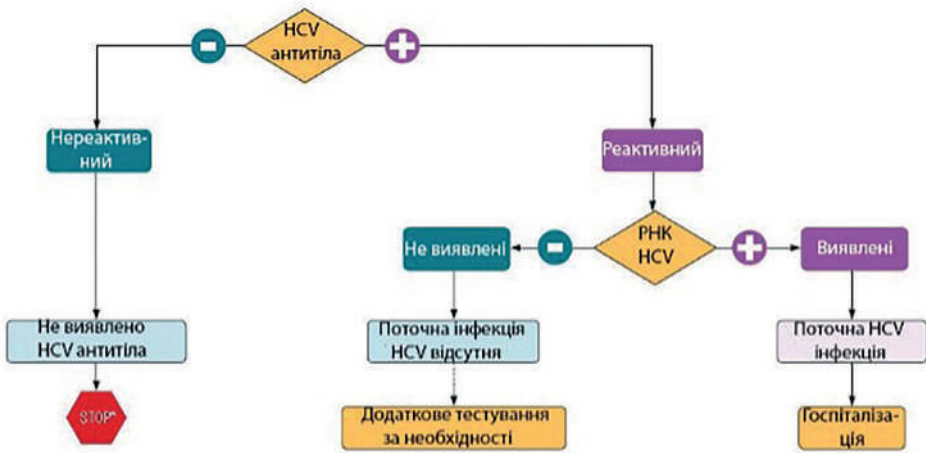 HCV
антитіла
Нереактив-
ний
Реактивний
РНК
HCV
Не виявлені
Виявлені
Не виявлено
HCV антитіла
Поточна інфекція
HCV відсутня
Поточна HCV
інфекція
STOP*
Додаткове тестування
за необхідності
Госпіталіза-
ція